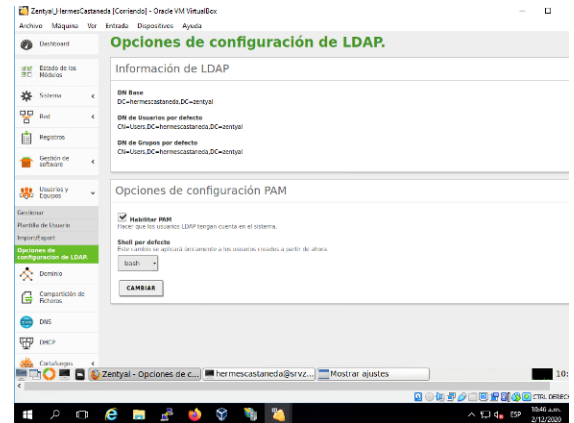 Zentyal_HermesCastaneda [Corriendo] - Oracle VM VirtualBox
Archivo Máquina Ver Entrada Dispositivos Ayuda
Dashboard
Estado de los Módulos
Sistema
Red
Registros
Gestión de software
Usuarios y Equipos
Gestionar
Plantilla de Usuario
Import/Export
Opciones de configuración de LDAP.
Dominio
Compartición de Ficheros
DNS
DHCP
Cortafuegos
Opciones de configuración de LDAP.
Información de LDAP
DN Base
DC=hermescastaneda,DC=zentyal
DN de Usuarios por defecto
CN=Users,DC=hermescastaneda,DC=zentyal
DN de Grupos por defecto
CN=Users,DC=hermescastaneda,DC=zentyal
Opciones de configuración PAM
Habilitar PAM
Hacer que los usuarios LDAP tengan cuenta en el sistema.
Shell por defecto
Este cambio se aplicará únicamente a los usuarios creados a partir de ahora.
bash
CAMBIAR
Zentyal - Opciones de c...
hermescastaneda@srvz...
Mostrar ajustes
10:
CTRL DERECH
ESP
10:46 a.m.
2/12/2020